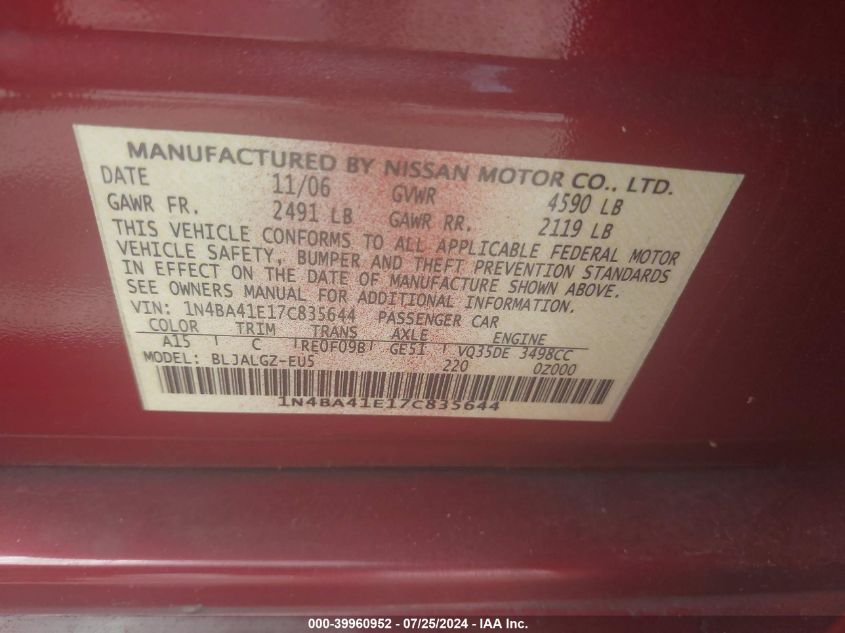 MANUFACTURED BY NISSAN MOTOR CO., LTD.
DATE 11/06 GVWR 4590 LB
GAWR FR. 2491 LB GAWR RR. 2119 LB
THIS VEHICLE CONFORMS TO ALL APPLICABLE FEDERAL MOTOR
VEHICLE SAFETY, BUMPER AND THEFT PREVENTION STANDARDS
IN EFFECT ON THE DATE OF MANUFACTURE SHOWN ABOVE.
SEE OWNERS MANUAL FOR ADDITIONAL INFORMATION.
VIN: 1N4BA41E17C835644 PASSENGER CAR
COLOR TRIM TRANS AXLE ENGINE
A15 C RE0F09B GE51 VQ35DE 3498CC
MODEL: BLJALGZ-EU5 220 0Z000
1N4BA41E17C835644
000-39960952 - 07/25/2024 - IAA Inc.